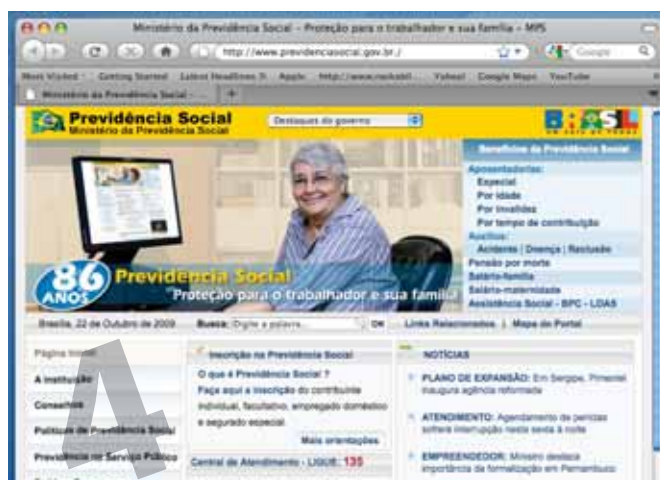 Ministério da Previdência Social - Proteção para o trabalhador e sua família - MPS
http://www.previdenciasocial.gov.br/
Google
Most Visited Getting Started Latest Headlines Apple Yahoo! Google Maps YouTube
Ministério da Previdência Social - ...
Previdência Social
Ministério da Previdência Social
Destaques do governo
BRASIL
UM PAÍS DE TODOS
Benefícios da Previdência Social
Aposentadorias:
Especial
Por idade
Por invalidez
Por tempo de contribuição
Auxílios:
Acidente | Doença | Reclusão
Pensão por morte
Salário-família
Salário-maternidade
Assistência Social - BPC - LOAS
86 ANOS
Previdência Social
"Proteção para o trabalhador e sua família
Brasília, 22 de Outubro de 2009
Busca: Digite a palavra... OK
Links Relacionados | Mapa do Portal
Página Inicial
A Instituição
Conselhos
Políticas de Previdência Social
Previdência no Serviço Público
4
Inscrição na Previdência Social
O que é Previdência Social ?
Faça aqui a inscrição do contribuinte
individual, facultativo, empregado doméstico
e segurado especial.
Mais orientações
Central de Atendimento - LIGUE: 135
NOTÍCIAS
PLANO DE EXPANSÃO: Em Sergipe, Pimentel
inaugura agência reformada
ATENDIMENTO: Agendamento de perícias
sofrerá interrupção nesta sexta à noite
EMPREENDEDOR: Ministro destaca
importância da formalização em Pernambuco